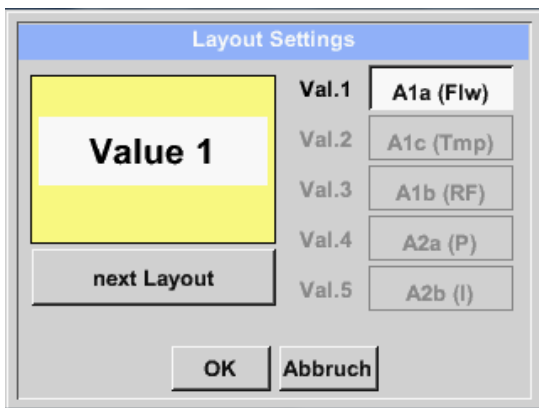 Layout Settings
Value 1
next Layout
Val.1 A1a (Flw)
Val.2 A1c (Tmp)
Val.3 A1b (RF)
Val.4 A2a (P)
Val.5 A2b (I)
OK Abbruch